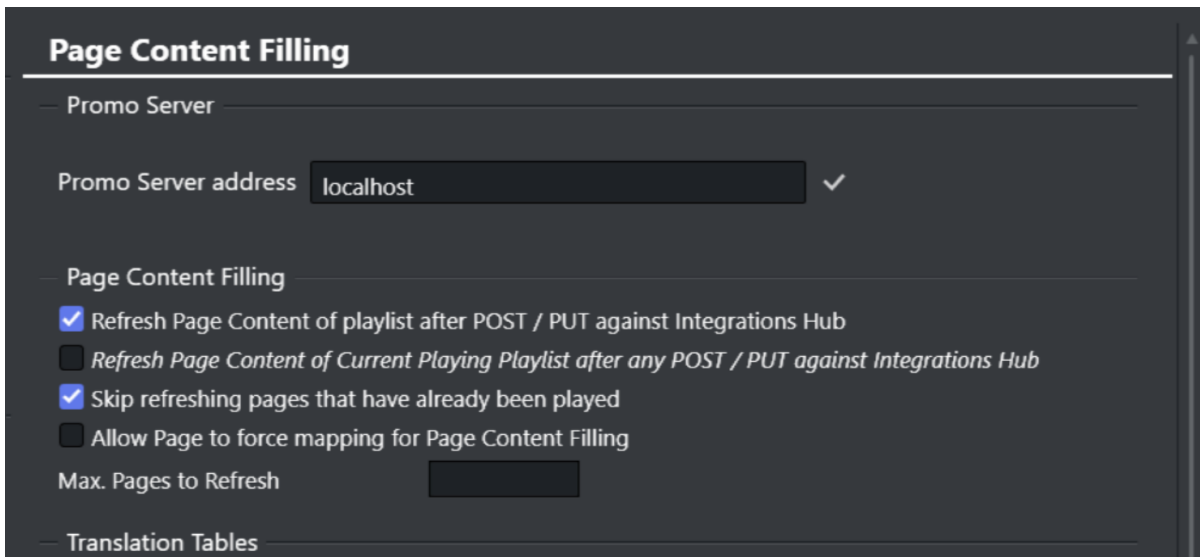 Page Content Filling
Promo Server
Promo Server address localhost
Page Content Filling
Refresh Page Content of playlist after POST / PUT against Integrations Hub
Refresh Page Content of Current Playing Playlist after any POST / PUT against Integrations Hub
Skip refreshing pages that have already been played
Allow Page to force mapping for Page Content Filling
Max. Pages to Refresh
Translation Tables